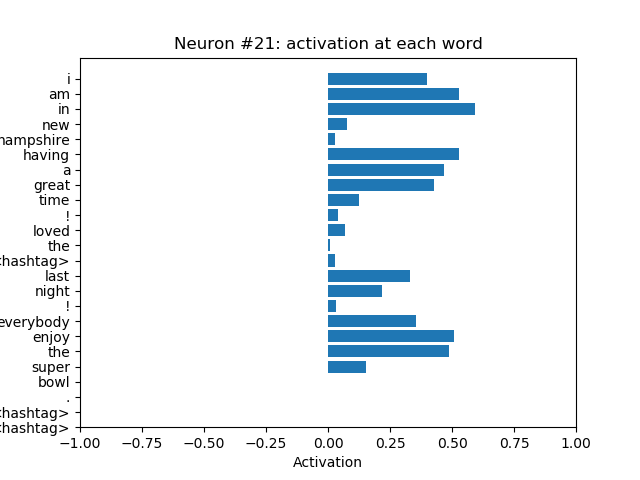 Neuron #21: activation at each word
i
am
in
new
hampshire
having
a
great
time
!
loved
the
hashtag>
last
night
!
everybody
enjoy
the
super
bowl
.
hashtag>
hashtag>
−1.00 −0.75 −0.50 −0.25 0.00 0.25 0.50 0.75 1.00
Activation